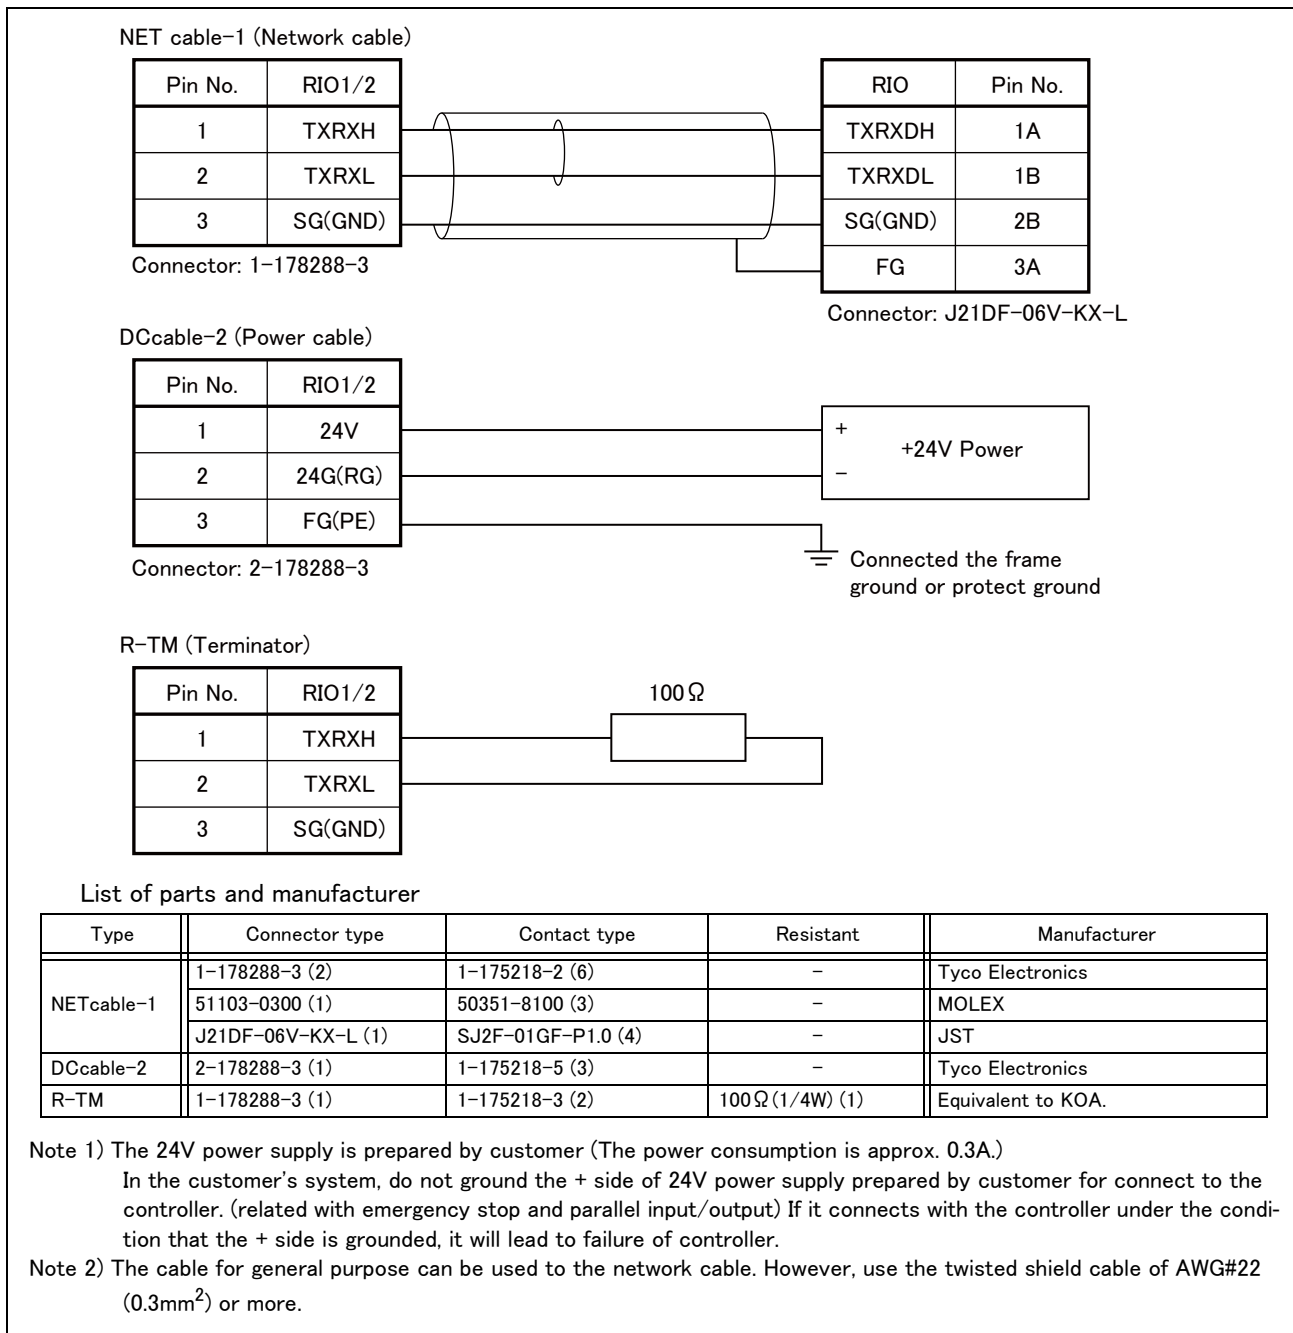 NET cable-1 (Network cable)
Pin No. RIO1/2
1 TXRXH
2 TXRXL
3 SG(GND)
Connector: 1-178288-3
RIO Pin No.
TXRXDH 1A
TXRXDL 1B
SG(GND) 2B
FG 3A
Connector: J21DF-06V-KX-L
DCcable-2 (Power cable)
Pin No. RIO1/2
1 24V
2 24G(RG)
3 FG(PE)
Connector: 2-178288-3
+
+24V Power
-
Connected the frame
ground or protect ground
R-TM (Terminator)
Pin No. RIO1/2
1 TXRXH
2 TXRXL
3 SG(GND)
100Ω
List of parts and manufacturer
Type Connector type Contact type Resistant Manufacturer
NETcable-1 1-178288-3 (2) 1-175218-2 (6) - Tyco Electronics
51103-0300 (1) 50351-8100 (3) - MOLEX
J21DF-06V-KX-L (1) SJ2F-01GF-P1.0 (4) - JST
DCcable-2 2-178288-3 (1) 1-175218-5 (3) - Tyco Electronics
R-TM 1-178288-3 (1) 1-175218-3 (2) 100Ω(1/4W) (1) Equivalent to KOA.
Note 1) The 24V power supply is prepared by customer (The power consumption is approx. 0.3A.)
In the customer's system, do not ground the + side of 24V power supply prepared by customer for connect to the
controller. (related with emergency stop and parallel input/output) If it connects with the controller under the condi-
tion that the + side is grounded, it will lead to failure of controller.
Note 2) The cable for general purpose can be used to the network cable. However, use the twisted shield cable of AWG#22
(0.3mm²) or more.